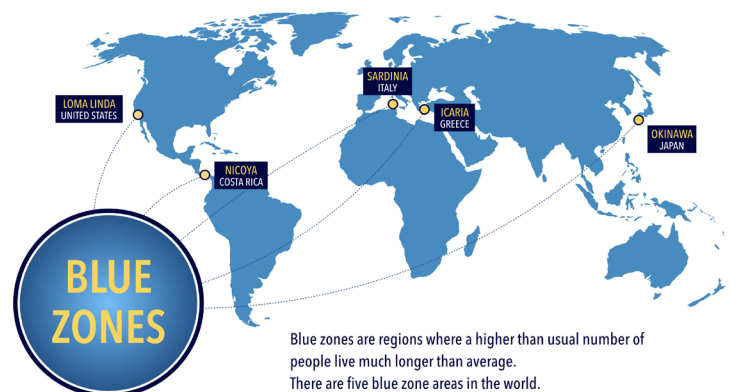 SARDINIA
ITALY
LOMA LINDA
UNITED STATES
ICARIA
GREECE
OKINAWA
JAPAN
NICOYA
COSTA RICA
BLUE
ZONES
Blue zones are regions where a higher than usual number of
people live much longer than average.
There are five blue zone areas in the world.